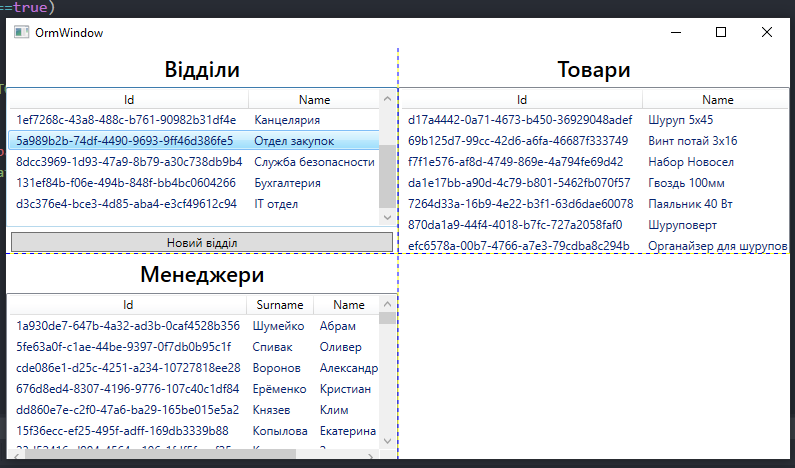 ==true)
OrmWindow
Відділи
Id Name
1ef7268c-43a8-488c-b761-90982b31df4e Канцелярия
5a989b2b-74df-4490-9693-9ff46d386fe5 Отдел закупок
8dcc3969-1d93-47a9-8b79-a30c738db9b4 Служба безопасности
131ef84b-f06e-494b-848f-bb4bc0604266 Бухгалтерия
d3c376e4-bce3-4d85-aba4-e3cf49612c94 IT отдел
Новий відділ
Товари
Id Name
d17a4442-0a71-4673-b450-36929048adef Шуруп 5х45
69b125d7-99cc-42d6-a6fa-46687f333749 Винт потай 3х16
f7f1e576-af8d-4749-869e-4a794fe69d42 Набор Новосел
da1e17bb-a90d-4c79-b801-5462fb070f57 Гвоздь 100мм
7264d33a-16b9-4e22-b3f1-63d6dae60078 Паяльник 40 Вт
870da1a9-44f4-4018-b7fc-727a2058faf0 Шуруповерт
efc6578a-00b7-4766-a7e3-79cdba8c294b Органайзер для шурупов
Менеджери
Id Surname Name
1a930de7-647b-4a32-ad3b-0caf4528b356 Шумейко Абрам
5fe63a0f-c1ae-44be-9397-0f7db0b95c1f Спивак Оливер
cde086e1-d25c-4251-a234-10727818ee28 Воронов Александр
676d8ed4-8307-4196-9776-107c40c1df84 Ерёменко Кристиан
dd860e7e-c2f0-47a6-ba29-165be015e5a2 Князев Клим
15f36ecc-ef25-495f-adff-169db3339b88 Копылова Екатерина